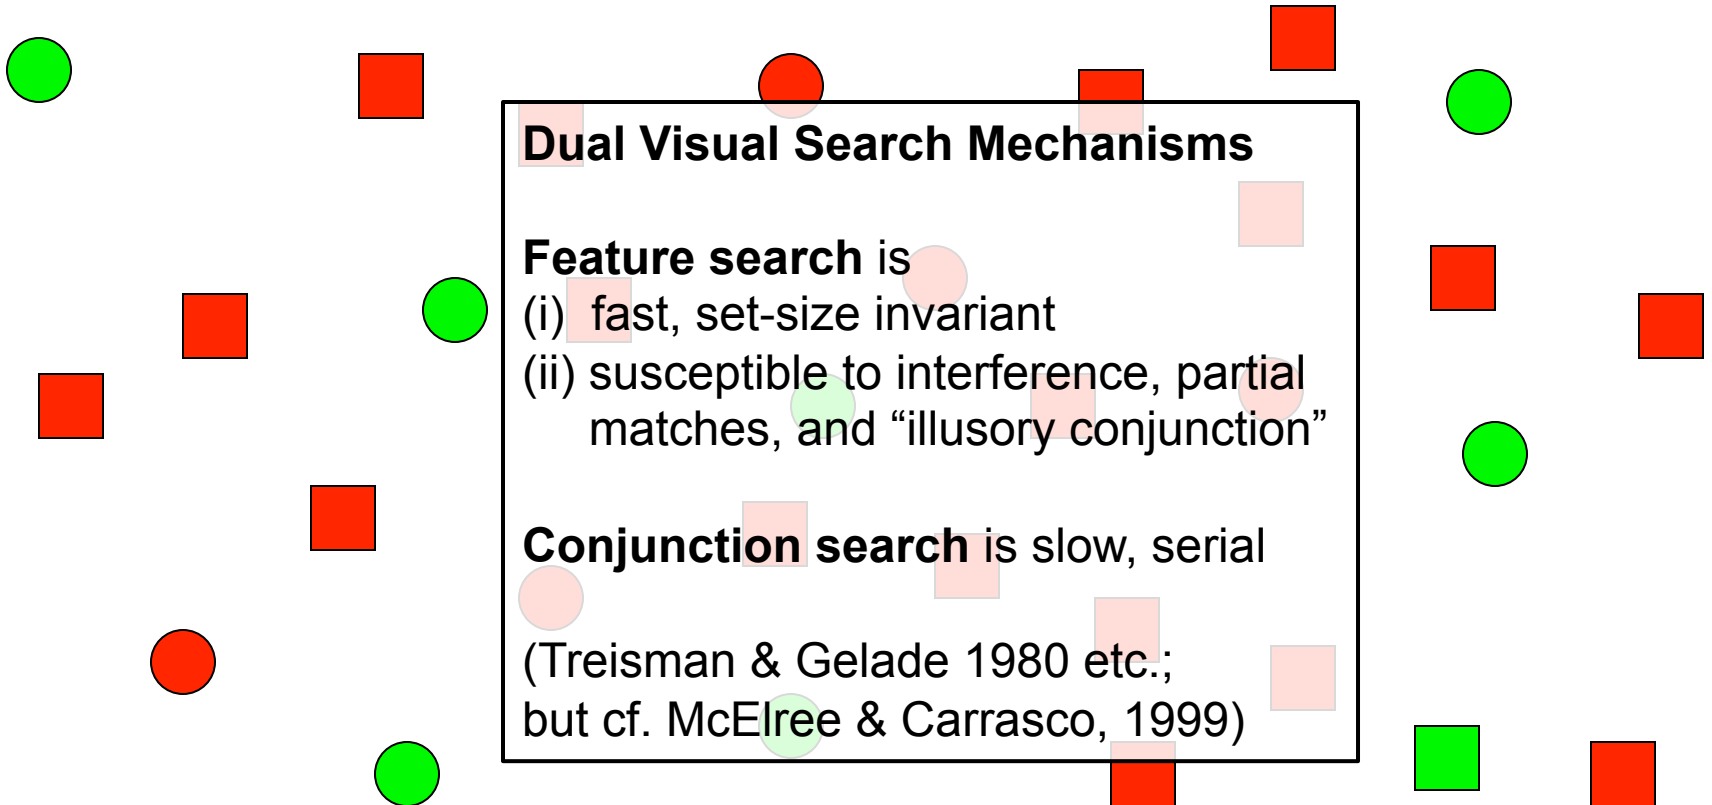 Dual Visual Search Mechanisms
Feature search is
(i) fast, set-size invariant
(ii) susceptible to interference, partial
matches, and “illusory conjunction”
Conjunction search is slow, serial
(Treisman & Gelade 1980 etc.;
but cf. McElree & Carrasco, 1999)